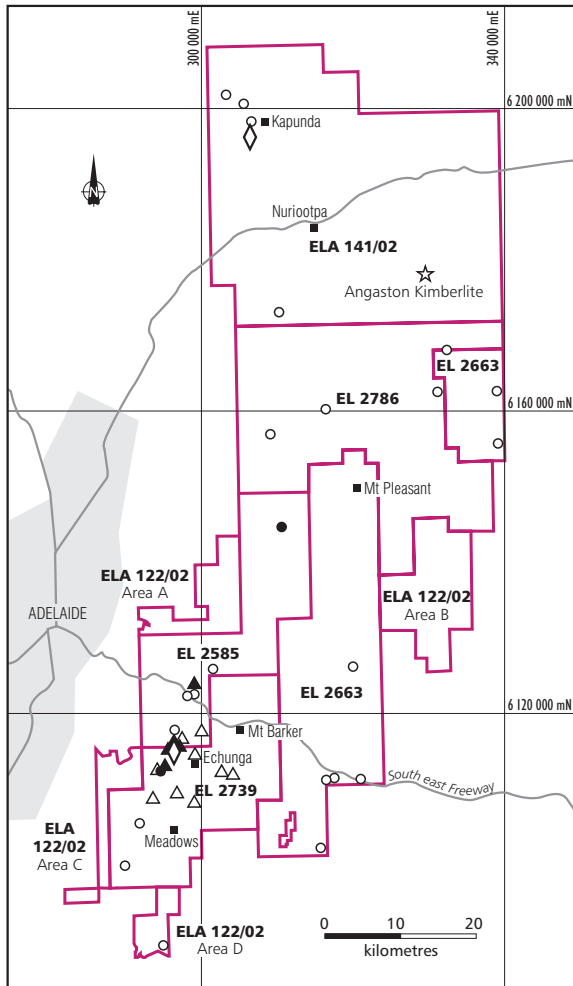 300 000 mE
340 000 mE
6 200 000 mN
Kapunda
Nuriootpa
ELA 141/02
Angaston Kimberlite
EL 2663
EL 2786
6 160 000 mN
Mt Pleasant
ELA 122/02
Area A
ELA 122/02
Area B
ADELAIDE
EL 2585
EL 2663
6 120 000 mN
Mt Barker
Echunga
South east Freeway
EL 2739
ELA
122/02
Area C
Meadows
ELA 122/02
Area D
0 10 20
kilometres